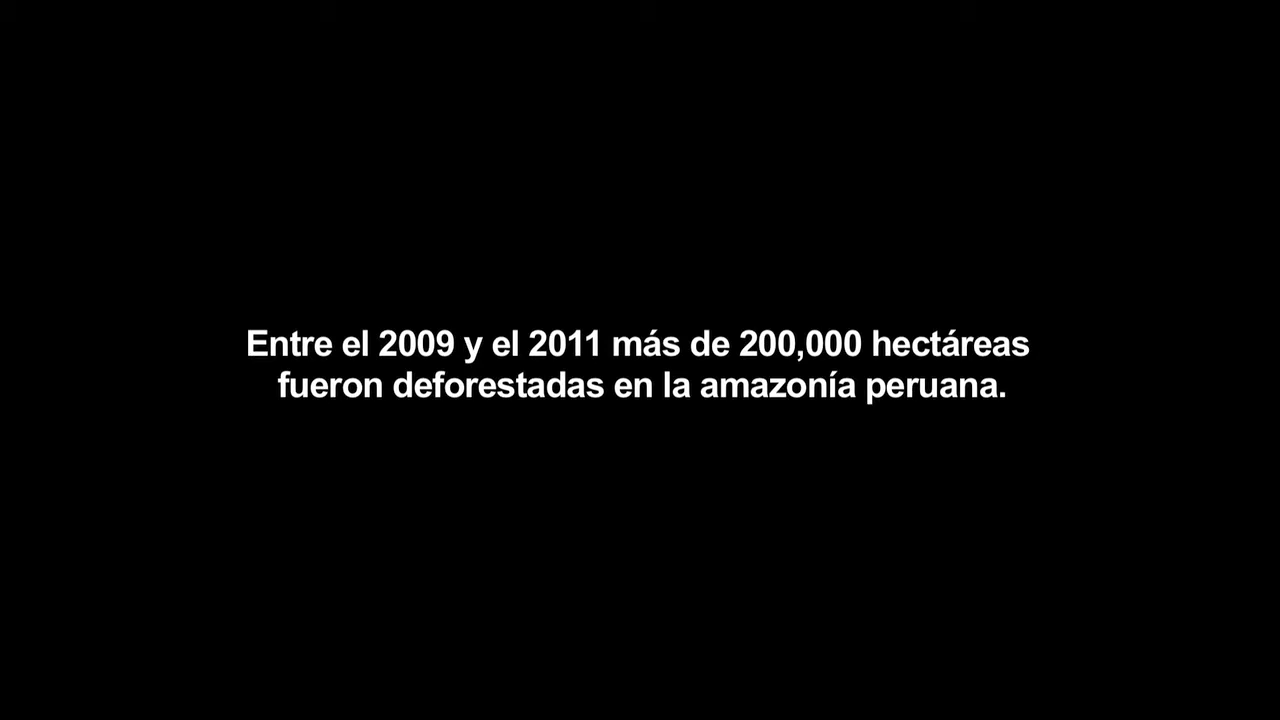 Entre el 2009 y el 2011 más de 200,000 hectáreas
fueron deforestadas en la amazonía peruana.